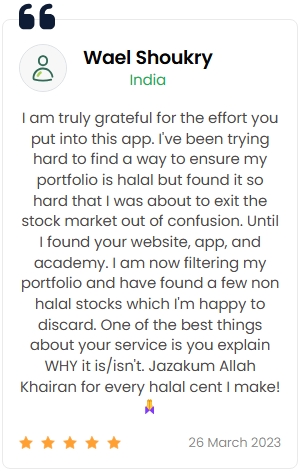 Wael Shoukry
India
I am truly grateful for the effort you
put into this app. I've been trying
hard to find a way to ensure my
portfolio is halal but found it so
hard that I was about to exit the
stock market out of confusion. Until
I found your website, app, and
academy. I am now filtering my
portfolio and have found a few non
halal stocks which I'm happy to
discard. One of the best things
about your service is you explain
WHY it is/isn't. Jazakum Allah
Khairan for every halal cent I make!
26 March 2023